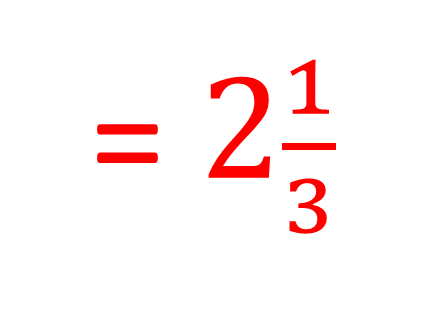 = 2 1/3